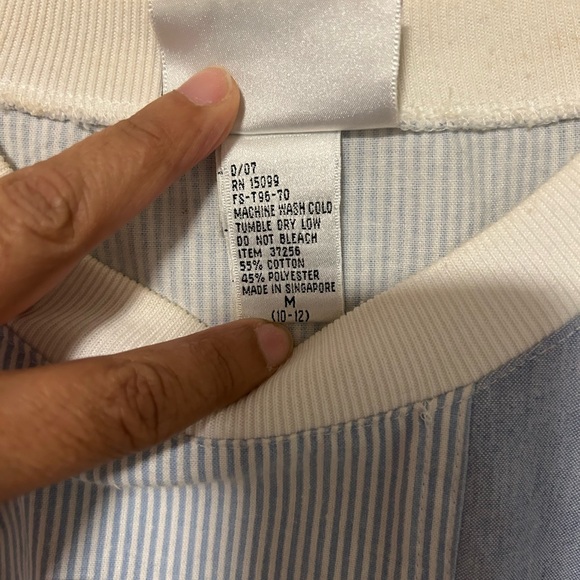 0/07
RN 15099
FS-T96-70
MACHINE WASH COLD
TUMBLE DRY LOW
DO NOT BLEACH
ITEM 37256
55% COTTON
45% POLYESTER
MADE IN SINGAPORE
M
(10-12)